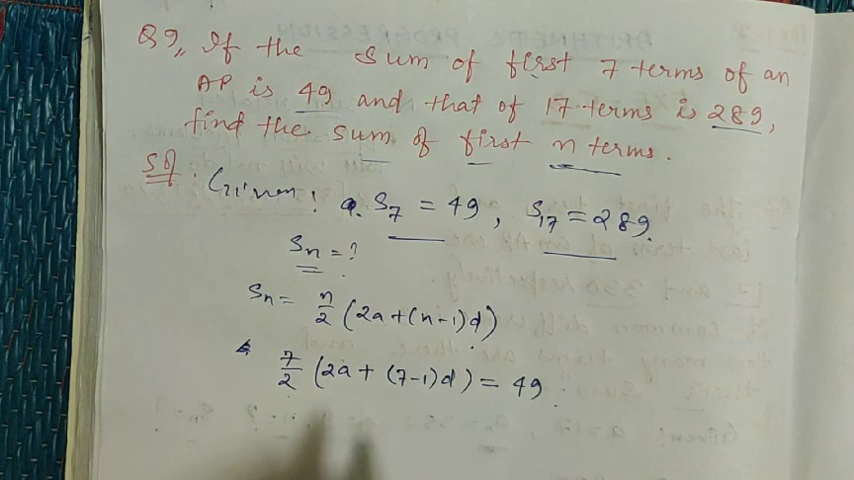 Q9,, If the sum of first 7 terms of an
AP is 49 and that of 17 terms is 289,
find the sum of first n terms.
Sol. Given: S₇ = 49, S₁₇ = 289.
Sₙ = ?
Sₙ = n/2 (2a + (n-1)d)
7/2 (2a + (7-1)d) = 49